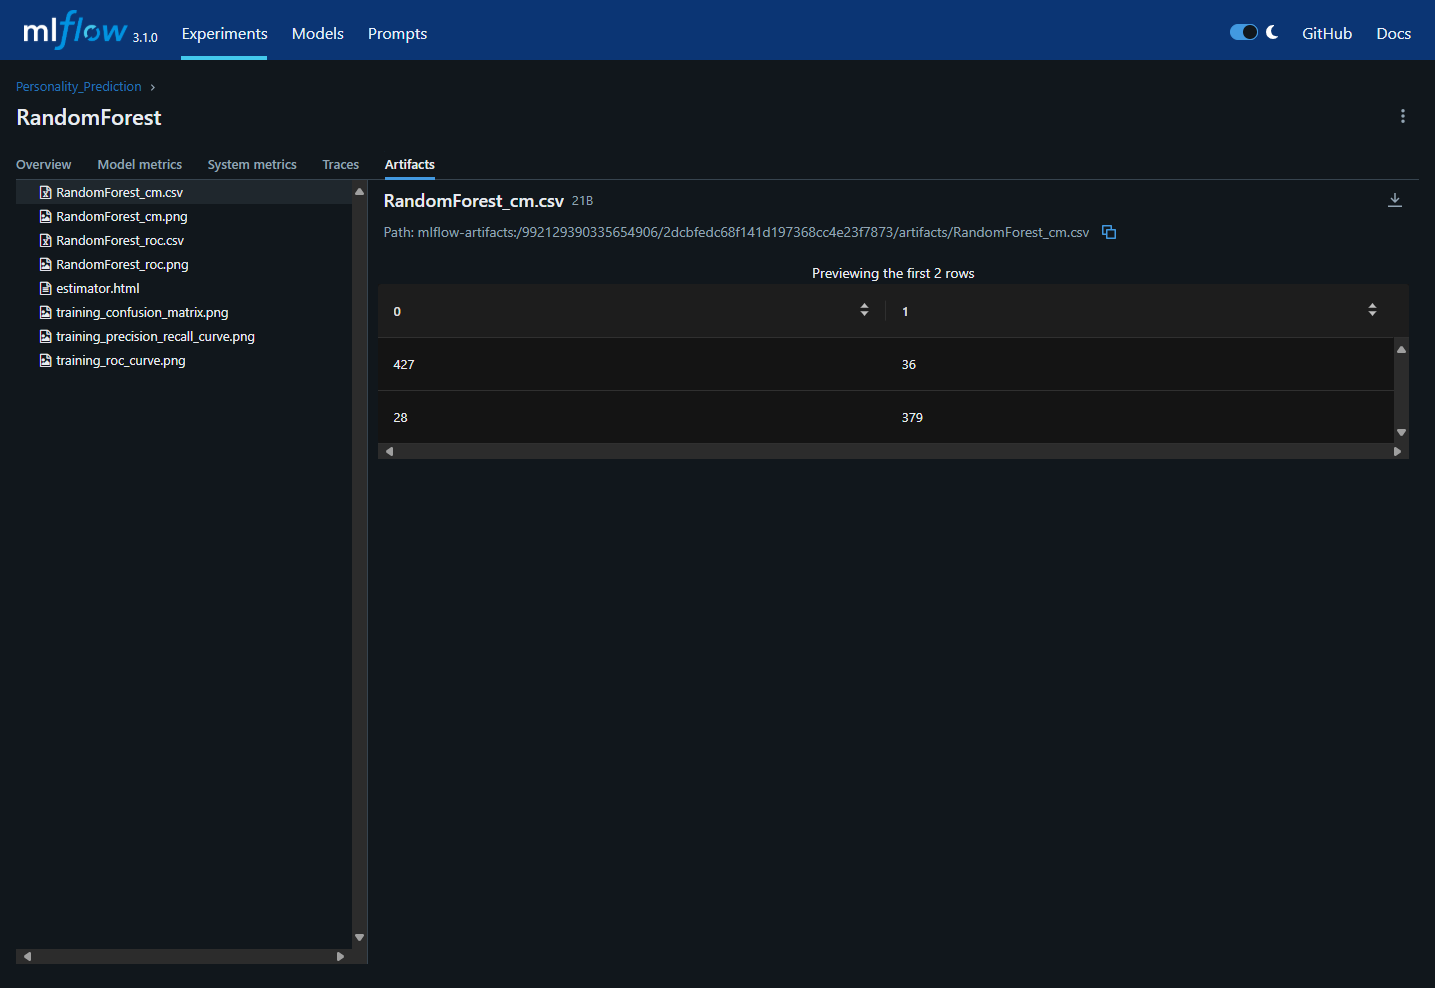 mlflow 3.1.0 Experiments Models Prompts GitHub Docs
Personality_Prediction ›
RandomForest
Overview Model metrics System metrics Traces Artifacts
RandomForest_cm.csv
RandomForest_cm.png
RandomForest_roc.csv
RandomForest_roc.png
estimator.html
training_confusion_matrix.png
training_precision_recall_curve.png
training_roc_curve.png
RandomForest_cm.csv 21B
Path: mlflow-artifacts:/992129390335654906/2dcbfedc68f141d197368cc4e23f7873/artifacts/RandomForest_cm.csv
Previewing the first 2 rows
0 1
427 36
28 379